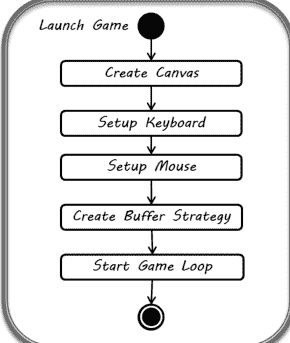 Launch Game
Create Canvas
Setup Keyboard
Setup Mouse
Create Buffer Strategy
Start Game Loop